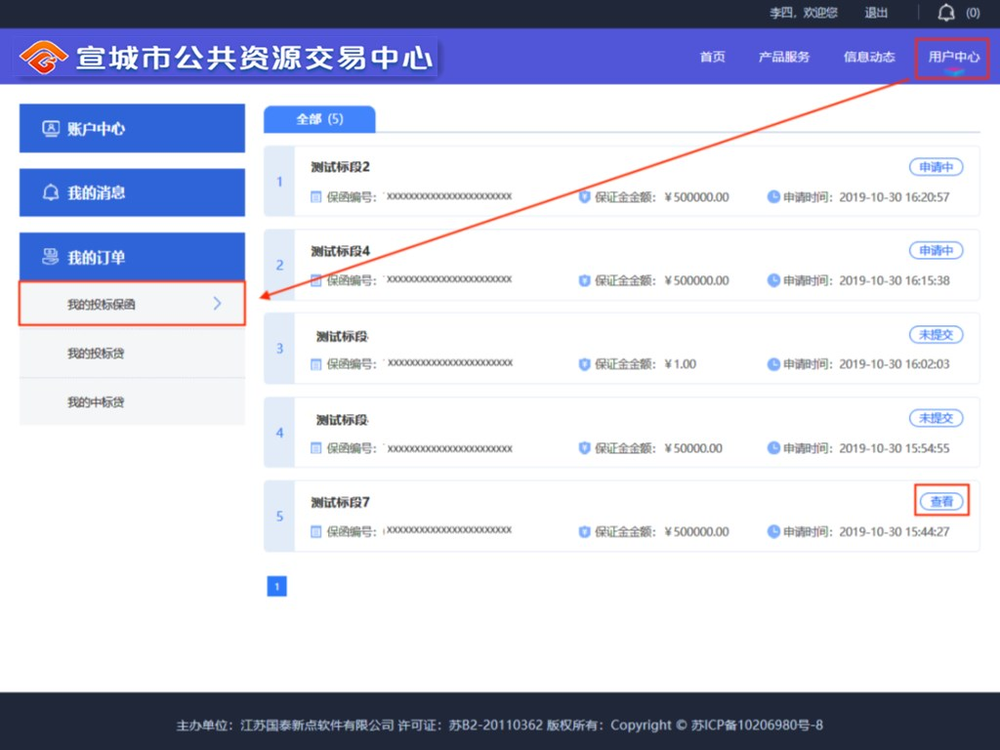 李四，欢迎您 退出 (0)
宣城市公共资源交易中心
首页 产品服务 信息动态 用户中心
账户中心
我的消息
我的订单
我的投标保函
我的投标贷
我的中标贷
全部 (5)
1
测试标段2
申请中
保函编号： xxxxxxxxxxxxxxxxxxxxxxxx 保证金金额：￥500000.00 申请时间：2019-10-30 16:20:57
2
测试标段4
申请中
保函编号： xxxxxxxxxxxxxxxxxxxxxxxx 保证金金额：￥500000.00 申请时间：2019-10-30 16:15:38
3
测试标段
未提交
保函编号： xxxxxxxxxxxxxxxxxxxxxxxx 保证金金额：￥1.00 申请时间：2019-10-30 16:02:03
4
测试标段
未提交
保函编号： xxxxxxxxxxxxxxxxxxxxxxxx 保证金金额：￥50000.00 申请时间：2019-10-30 15:54:55
5
测试标段7
查看
保函编号： xxxxxxxxxxxxxxxxxxxxxxxx 保证金金额：￥500000.00 申请时间：2019-10-30 15:44:27
1
主办单位：江苏国泰新点软件有限公司 许可证：苏B2-20110362 版权所有：Copyright © 苏ICP备10206980号-8